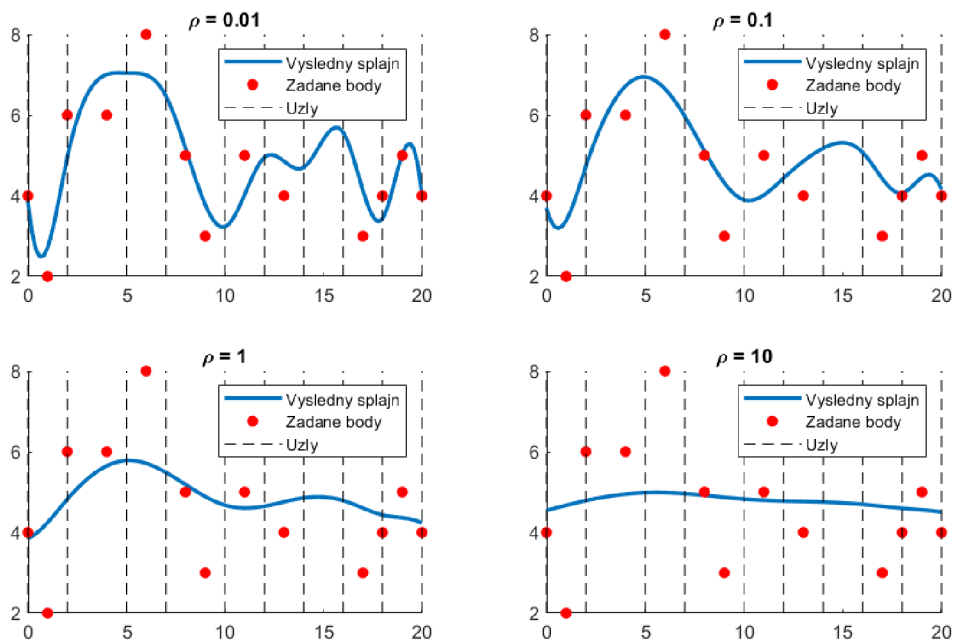 ρ = 0.01
8
6
4
2
0
5
10
15
20
Vysledny splajn
Zadane body
Uzly
ρ = 0.1
8
6
4
2
0
5
10
15
20
Vysledny splajn
Zadane body
Uzly
ρ = 1
8
6
4
2
0
5
10
15
20
Vysledny splajn
Zadane body
Uzly
ρ = 10
8
6
4
2
0
5
10
15
20
Vysledny splajn
Zadane body
Uzly